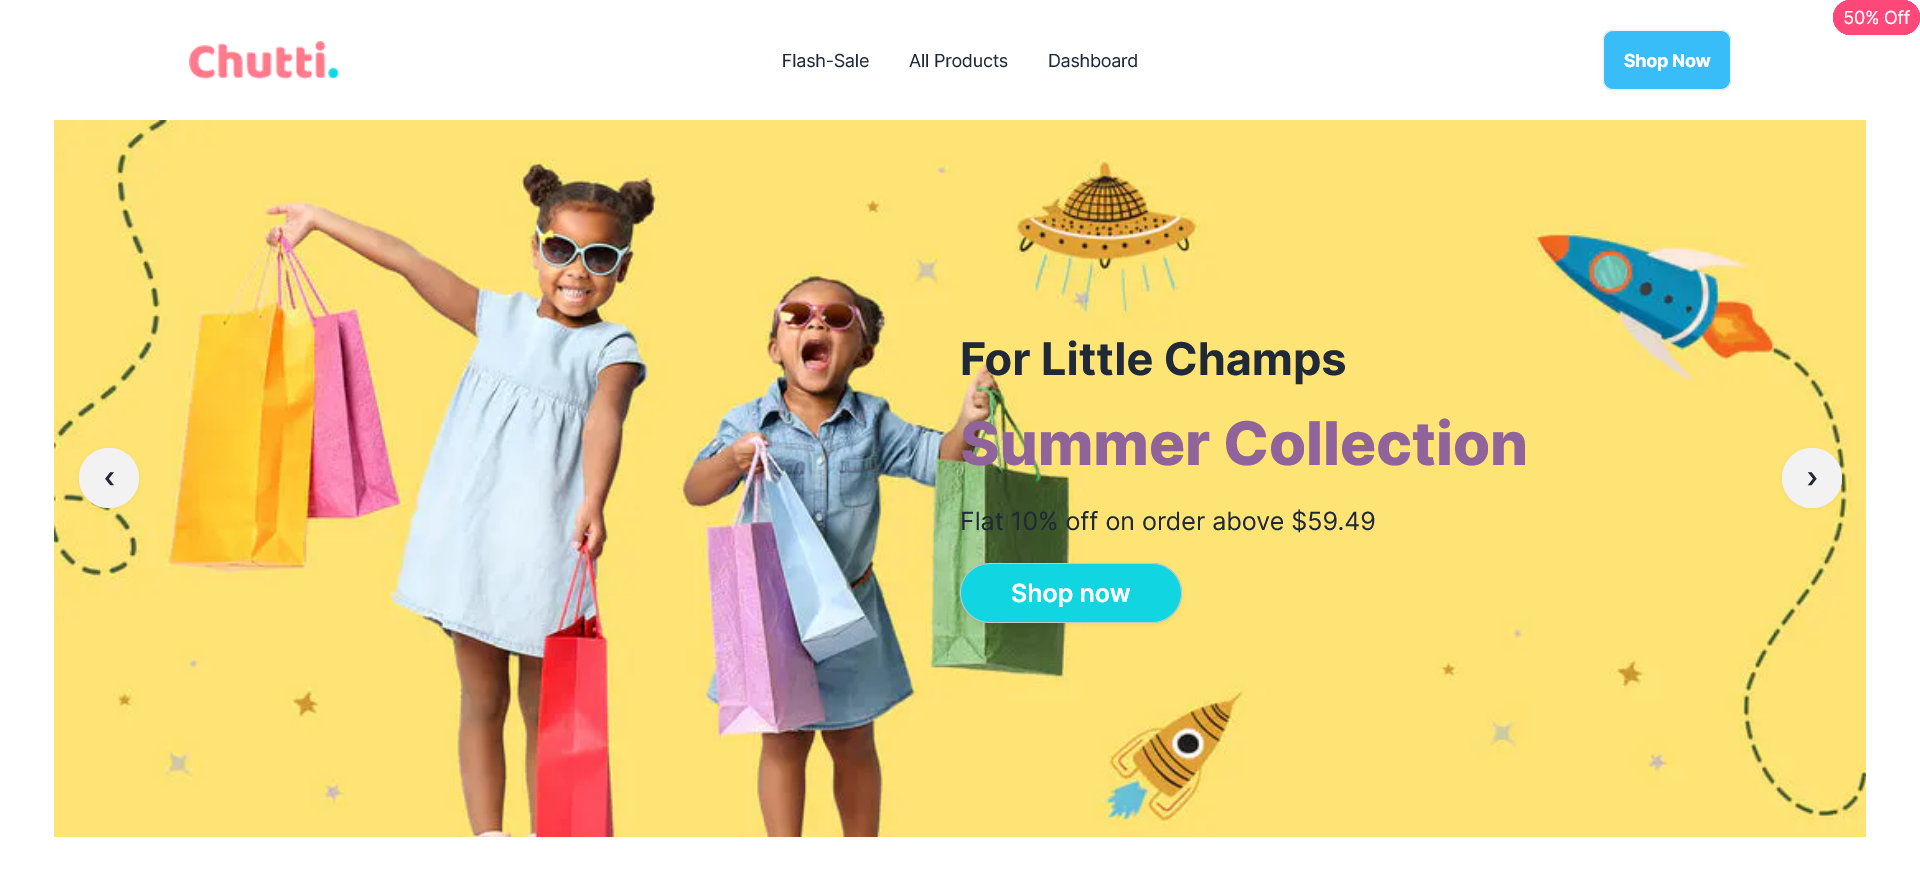 50% Off
Chutti.
Flash-Sale
All Products
Dashboard
Shop Now
For Little Champs
Summer Collection
Flat 10% off on order above $59.49
Shop now